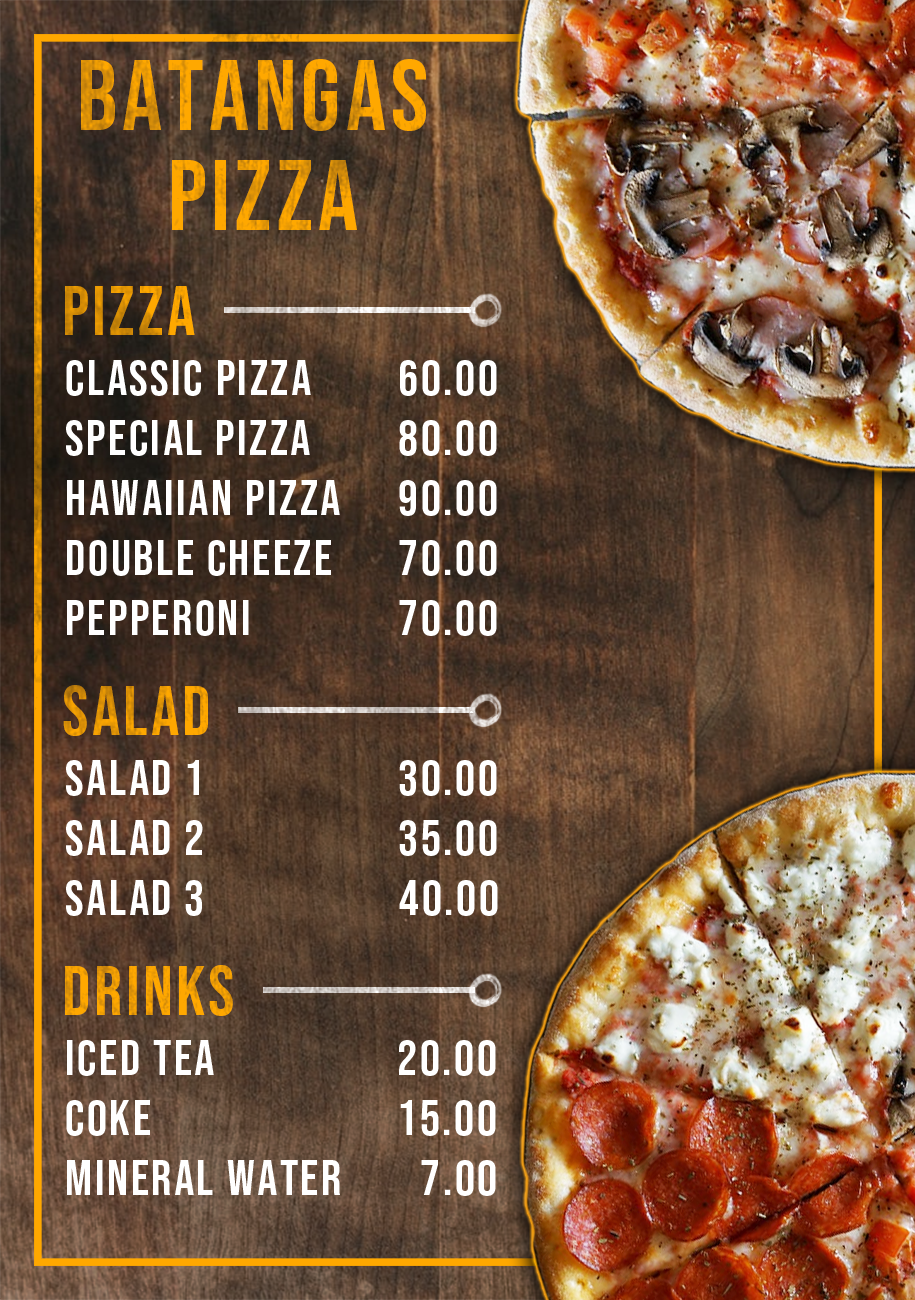 BATANGAS
PIZZA
PIZZA
CLASSIC PIZZA 60.00
SPECIAL PIZZA 80.00
HAWAIIAN PIZZA 90.00
DOUBLE CHEEZE 70.00
PEPPERONI 70.00
SALAD
SALAD 1 30.00
SALAD 2 35.00
SALAD 3 40.00
DRINKS
ICED TEA 20.00
COKE 15.00
MINERAL WATER 7.00